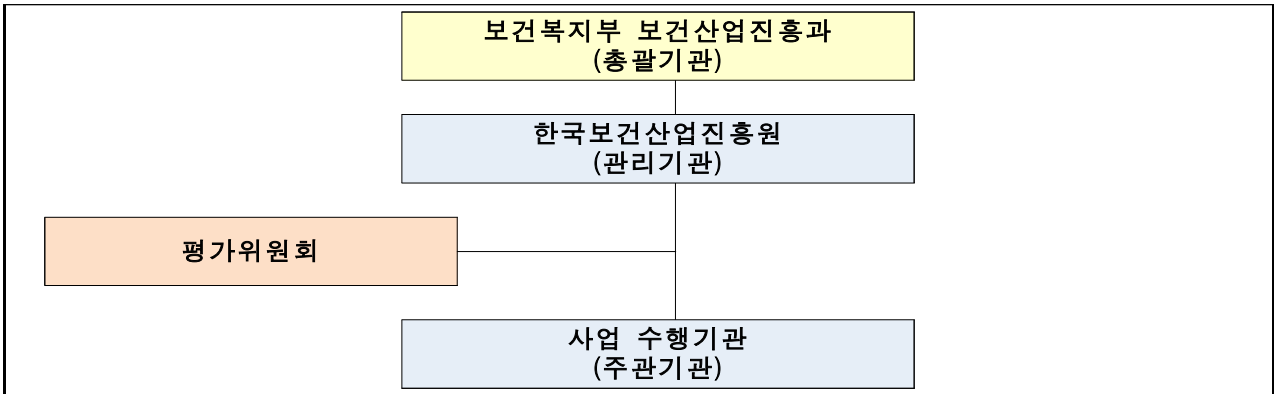 보건복지부 보건산업진흥과
(총괄기관)
한국보건산업진흥원
(관리기관)
평가위원회
사업 수행기관
(주관기관)